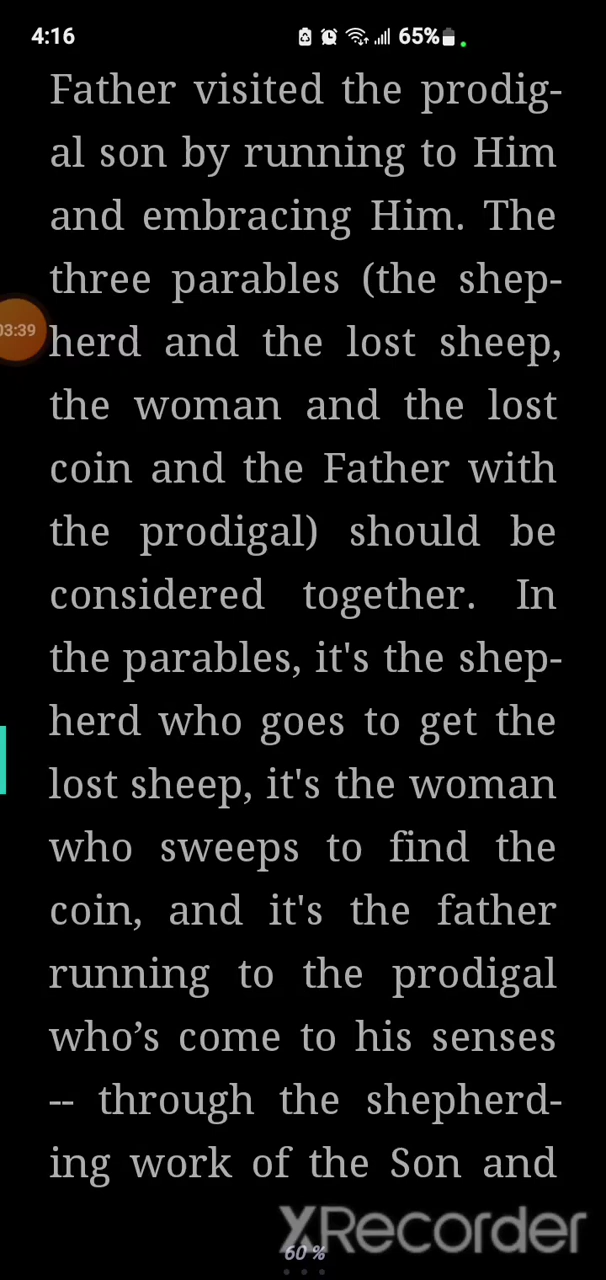 4:16
65%
Father visited the prodig-
al son by running to Him
and embracing Him. The
three parables (the shep-
03:39
herd and the lost sheep,
the woman and the lost
coin and the Father with
the prodigal) should be
considered together. In
the parables, it's the shep-
herd who goes to get the
lost sheep, it's the woman
who sweeps to find the
coin, and it's the father
running to the prodigal
who’s come to his senses
-- through the shepherd-
ing work of the Son and
XRecorder
60 %